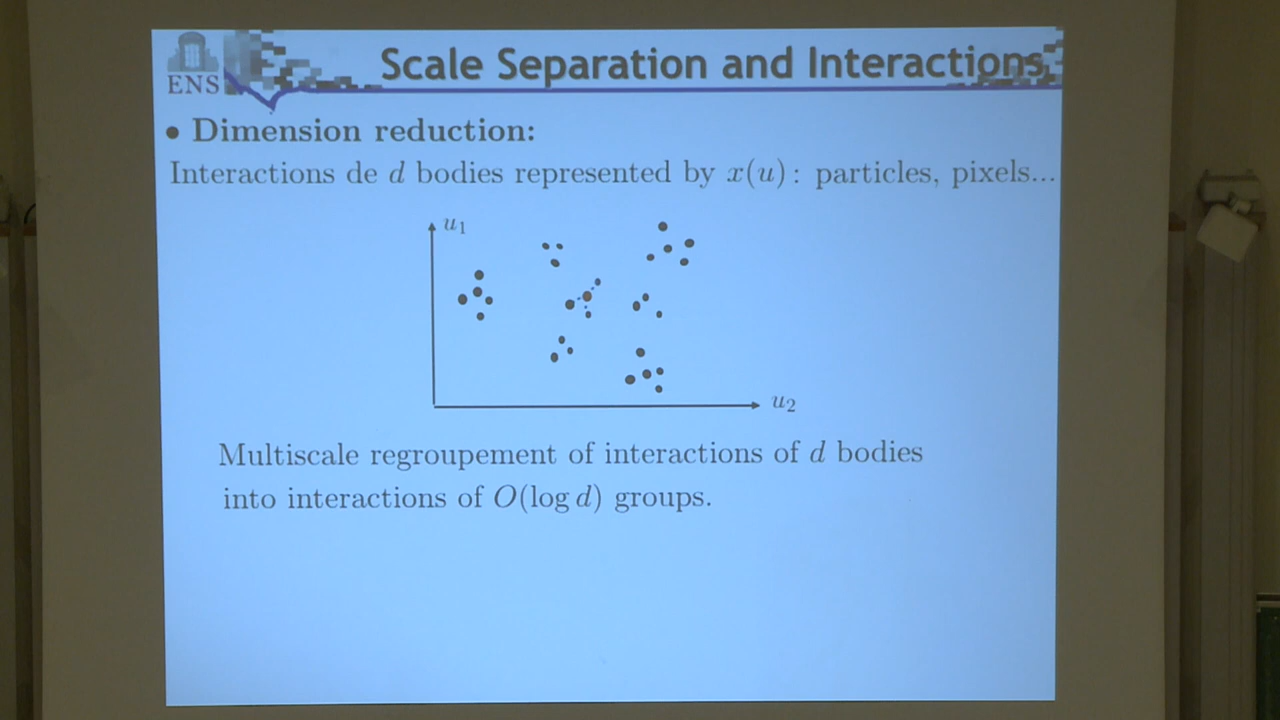 ENS
Scale Separation and Interactions
• Dimension reduction:
Interactions de d bodies represented by x(u): particles, pixels...
u₁
u₂
Multiscale regroupement of interactions of d bodies
into interactions of O(log d) groups.